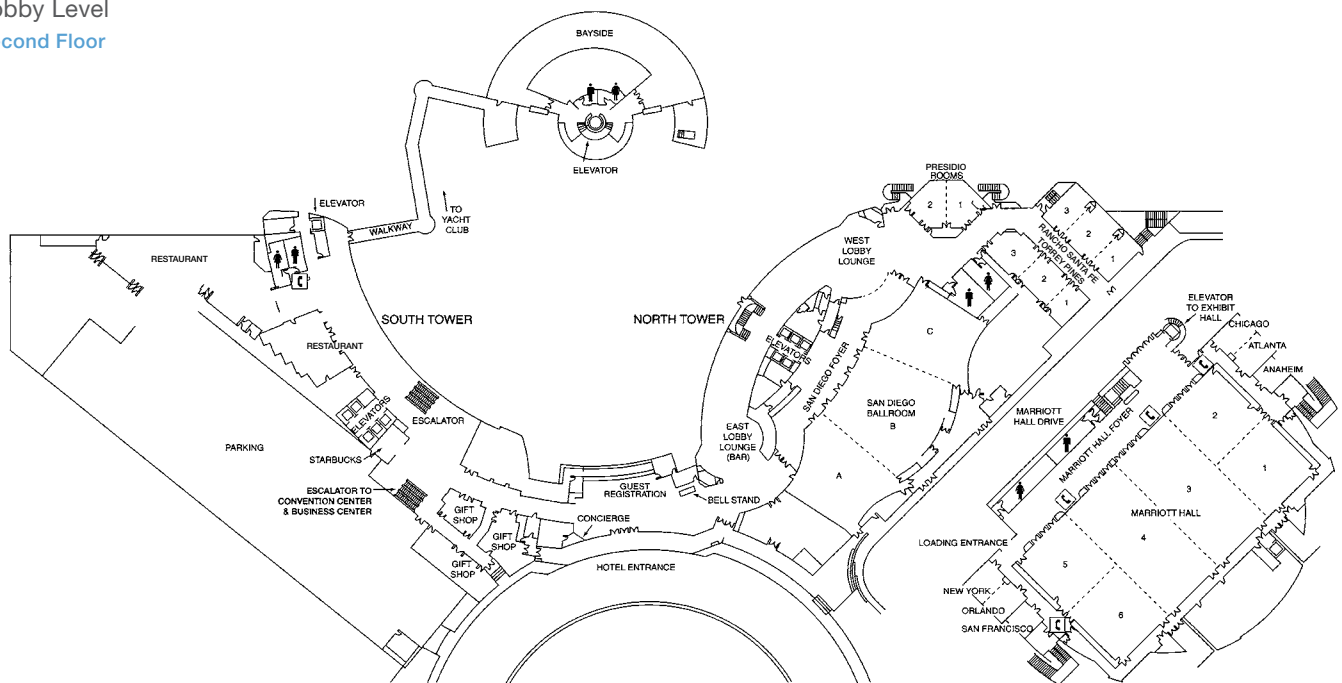 obby Level
cond Floor
BAYSIDE
ELEVATOR
TO
YACHT
CLUB
WALKWAY
ELEVATOR
RESTAURANT
RESTAURANT
SOUTH TOWER
NORTH TOWER
ELEVATORS
ESCALATOR
STARBUCKS
PARKING
ESCALATOR TO
CONVENTION CENTER
& BUSINESS CENTER
GIFT
SHOP
GIFT
SHOP
GIFT
SHOP
CONCIERGE
GUEST
REGISTRATION
BELL STAND
HOTEL ENTRANCE
EAST
LOBBY
LOUNGE
(BAR)
WEST
LOBBY
LOUNGE
ELEVATORS
SAN DIEGO FOYER
SAN DIEGO
BALLROOM
A
B
C
PRESIDIO
ROOMS
2
1
RANCHO SANTA FE
3
2
1
TORREY PINES
3
2
1
MARRIOTT
HALL DRIVE
ELEVATOR
TO EXHIBIT
HALL
CHICAGO
ATLANTA
ANAHEIM
MARRIOTT HALL FOYER
MARRIOTT HALL
1
2
3
4
5
6
LOADING ENTRANCE
NEW YORK
ORLANDO
SAN FRANCISCO